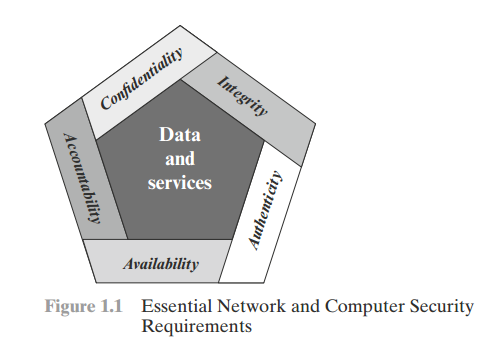 Confidentiality
Integrity
Accountability
Data
and
services
Authenticity
Availability
Figure 1.1 Essential Network and Computer Security
Requirements